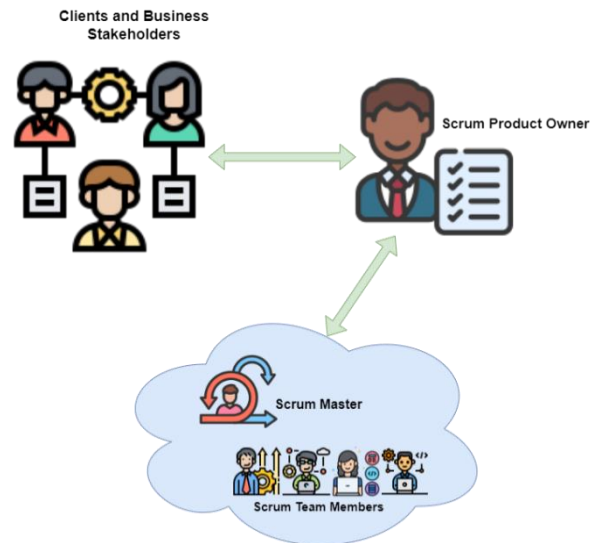 Clients and Business
Stakeholders
Scrum Product Owner
Scrum Master
Scrum Team Members